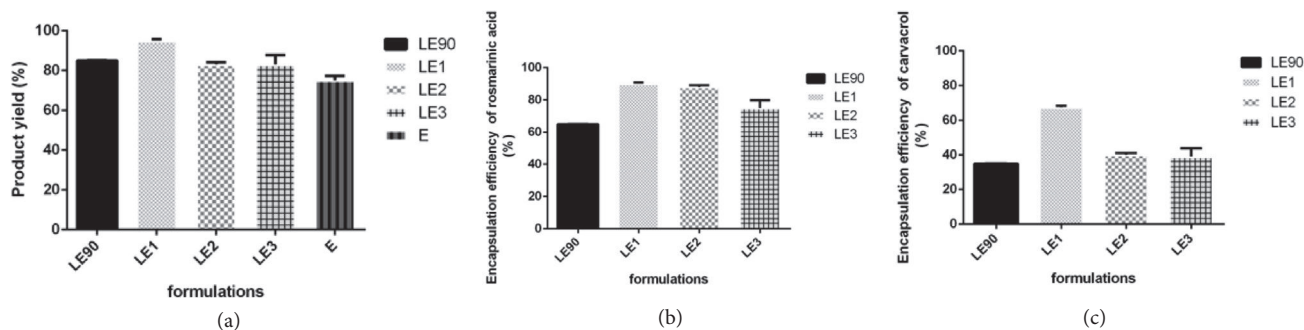 Product yield (%)
100
80
60
40
20
0
LE90
LE1
LE2
LE3
E
formulations
LE90
LE1
LE2
LE3
E
(a)
Encapsulation efficiency of rosmarinic acid
(%)
100
80
60
40
20
0
LE90
LE1
LE2
LE3
formulations
LE90
LE1
LE2
LE3
(b)
Encapsulation efficiency of carvacrol
(%)
100
80
60
40
20
0
LE90
LE1
LE2
LE3
formulations
LE90
LE1
LE2
LE3
(c)